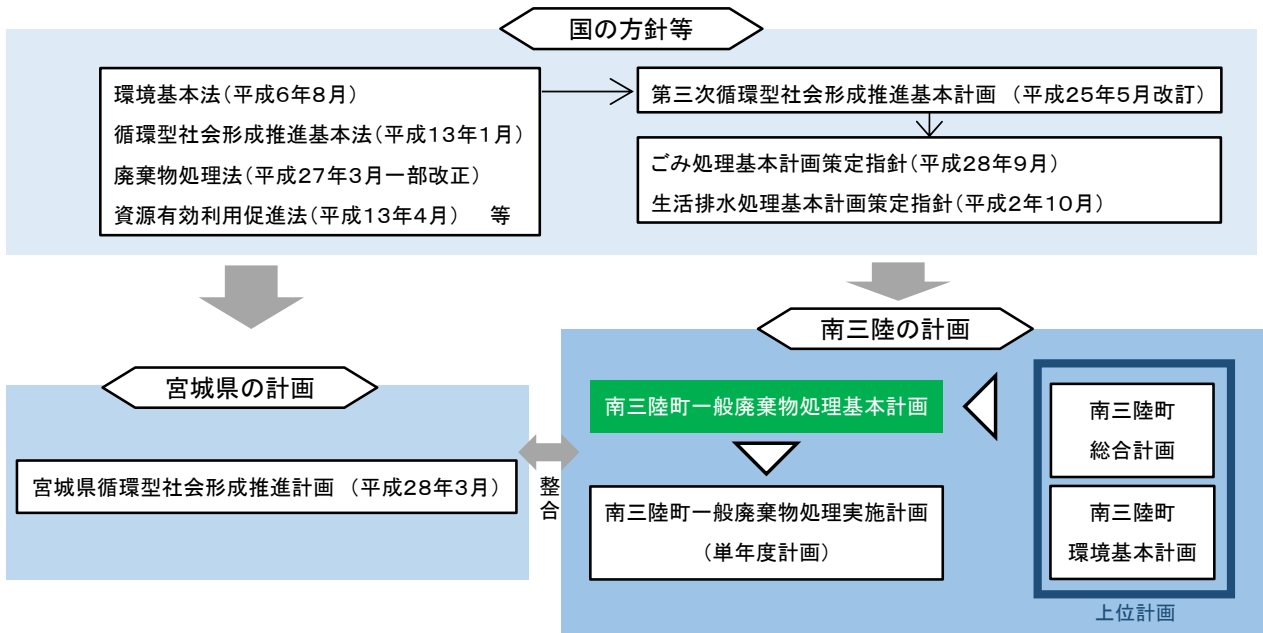 国の方針等
環境基本法(平成6年8月)
循環型社会形成推進基本法(平成13年1月)
廃棄物処理法(平成27年3月一部改正)
資源有効利用促進法(平成13年4月)　等
第三次循環型社会形成推進基本計画 (平成25年5月改訂)
ごみ処理基本計画策定指針(平成28年9月)
生活排水処理基本計画策定指針(平成2年10月)
宮城県の計画
宮城県循環型社会形成推進計画 (平成28年3月)
整合
南三陸の計画
南三陸町一般廃棄物処理基本計画
南三陸町一般廃棄物処理実施計画
(単年度計画)
南三陸町
総合計画
南三陸町
環境基本計画
上位計画